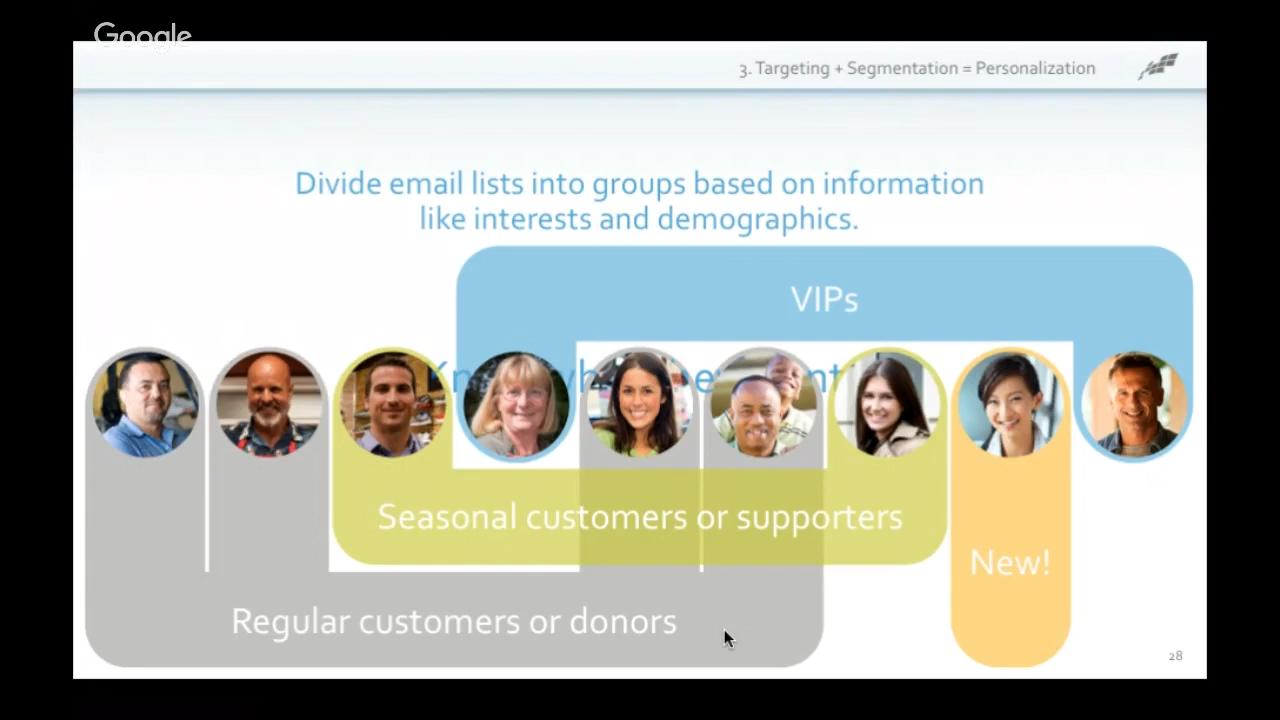 Google
3. Targeting + Segmentation = Personalization
Divide email lists into groups based on information
like interests and demographics.
VIPs
Seasonal customers or supporters
New!
Regular customers or donors
28